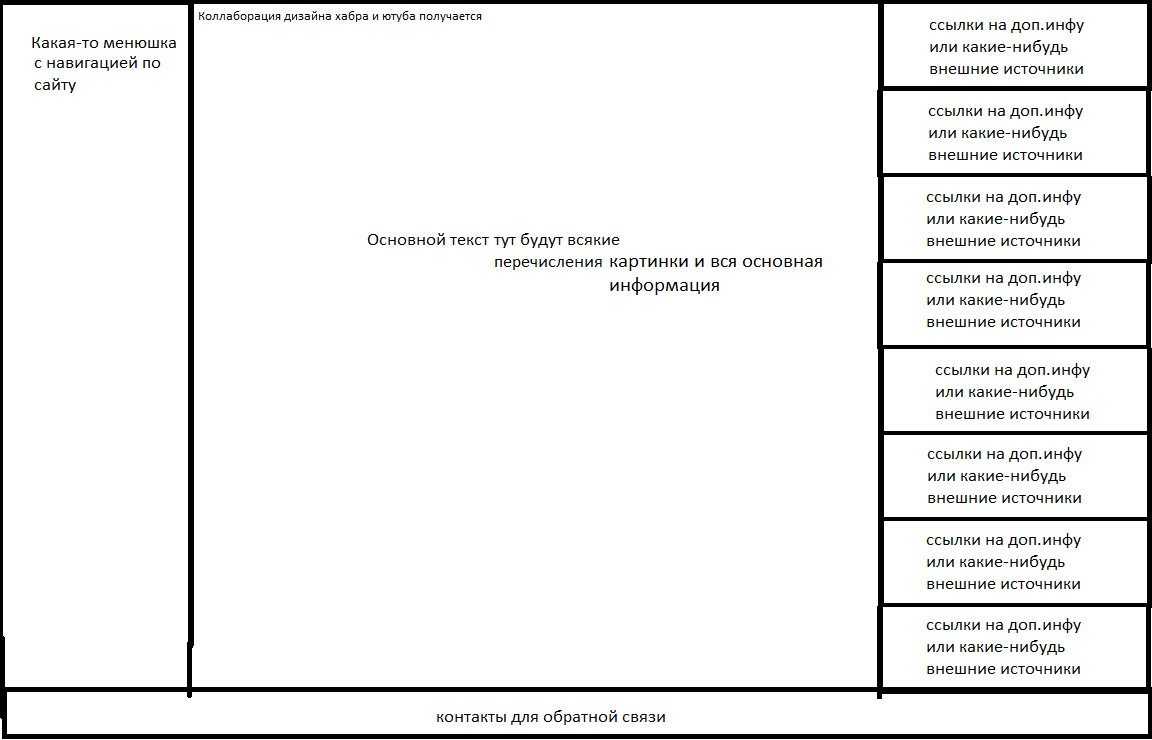 Коллаборация дизайна хабра и ютуба получается
Какая-то менюшка
с навигацией по
сайту
Основной текст тут будут всякие
перечисления картинки и вся основная
информация
ссылки на доп.инфу
или какие-нибудь
внешние источники
ссылки на доп.инфу
или какие-нибудь
внешние источники
ссылки на доп.инфу
или какие-нибудь
внешние источники
ссылки на доп.инфу
или какие-нибудь
внешние источники
ссылки на доп.инфу
или какие-нибудь
внешние источники
ссылки на доп.инфу
или какие-нибудь
внешние источники
ссылки на доп.инфу
или какие-нибудь
внешние источники
ссылки на доп.инфу
или какие-нибудь
внешние источники
контакты для обратной связи